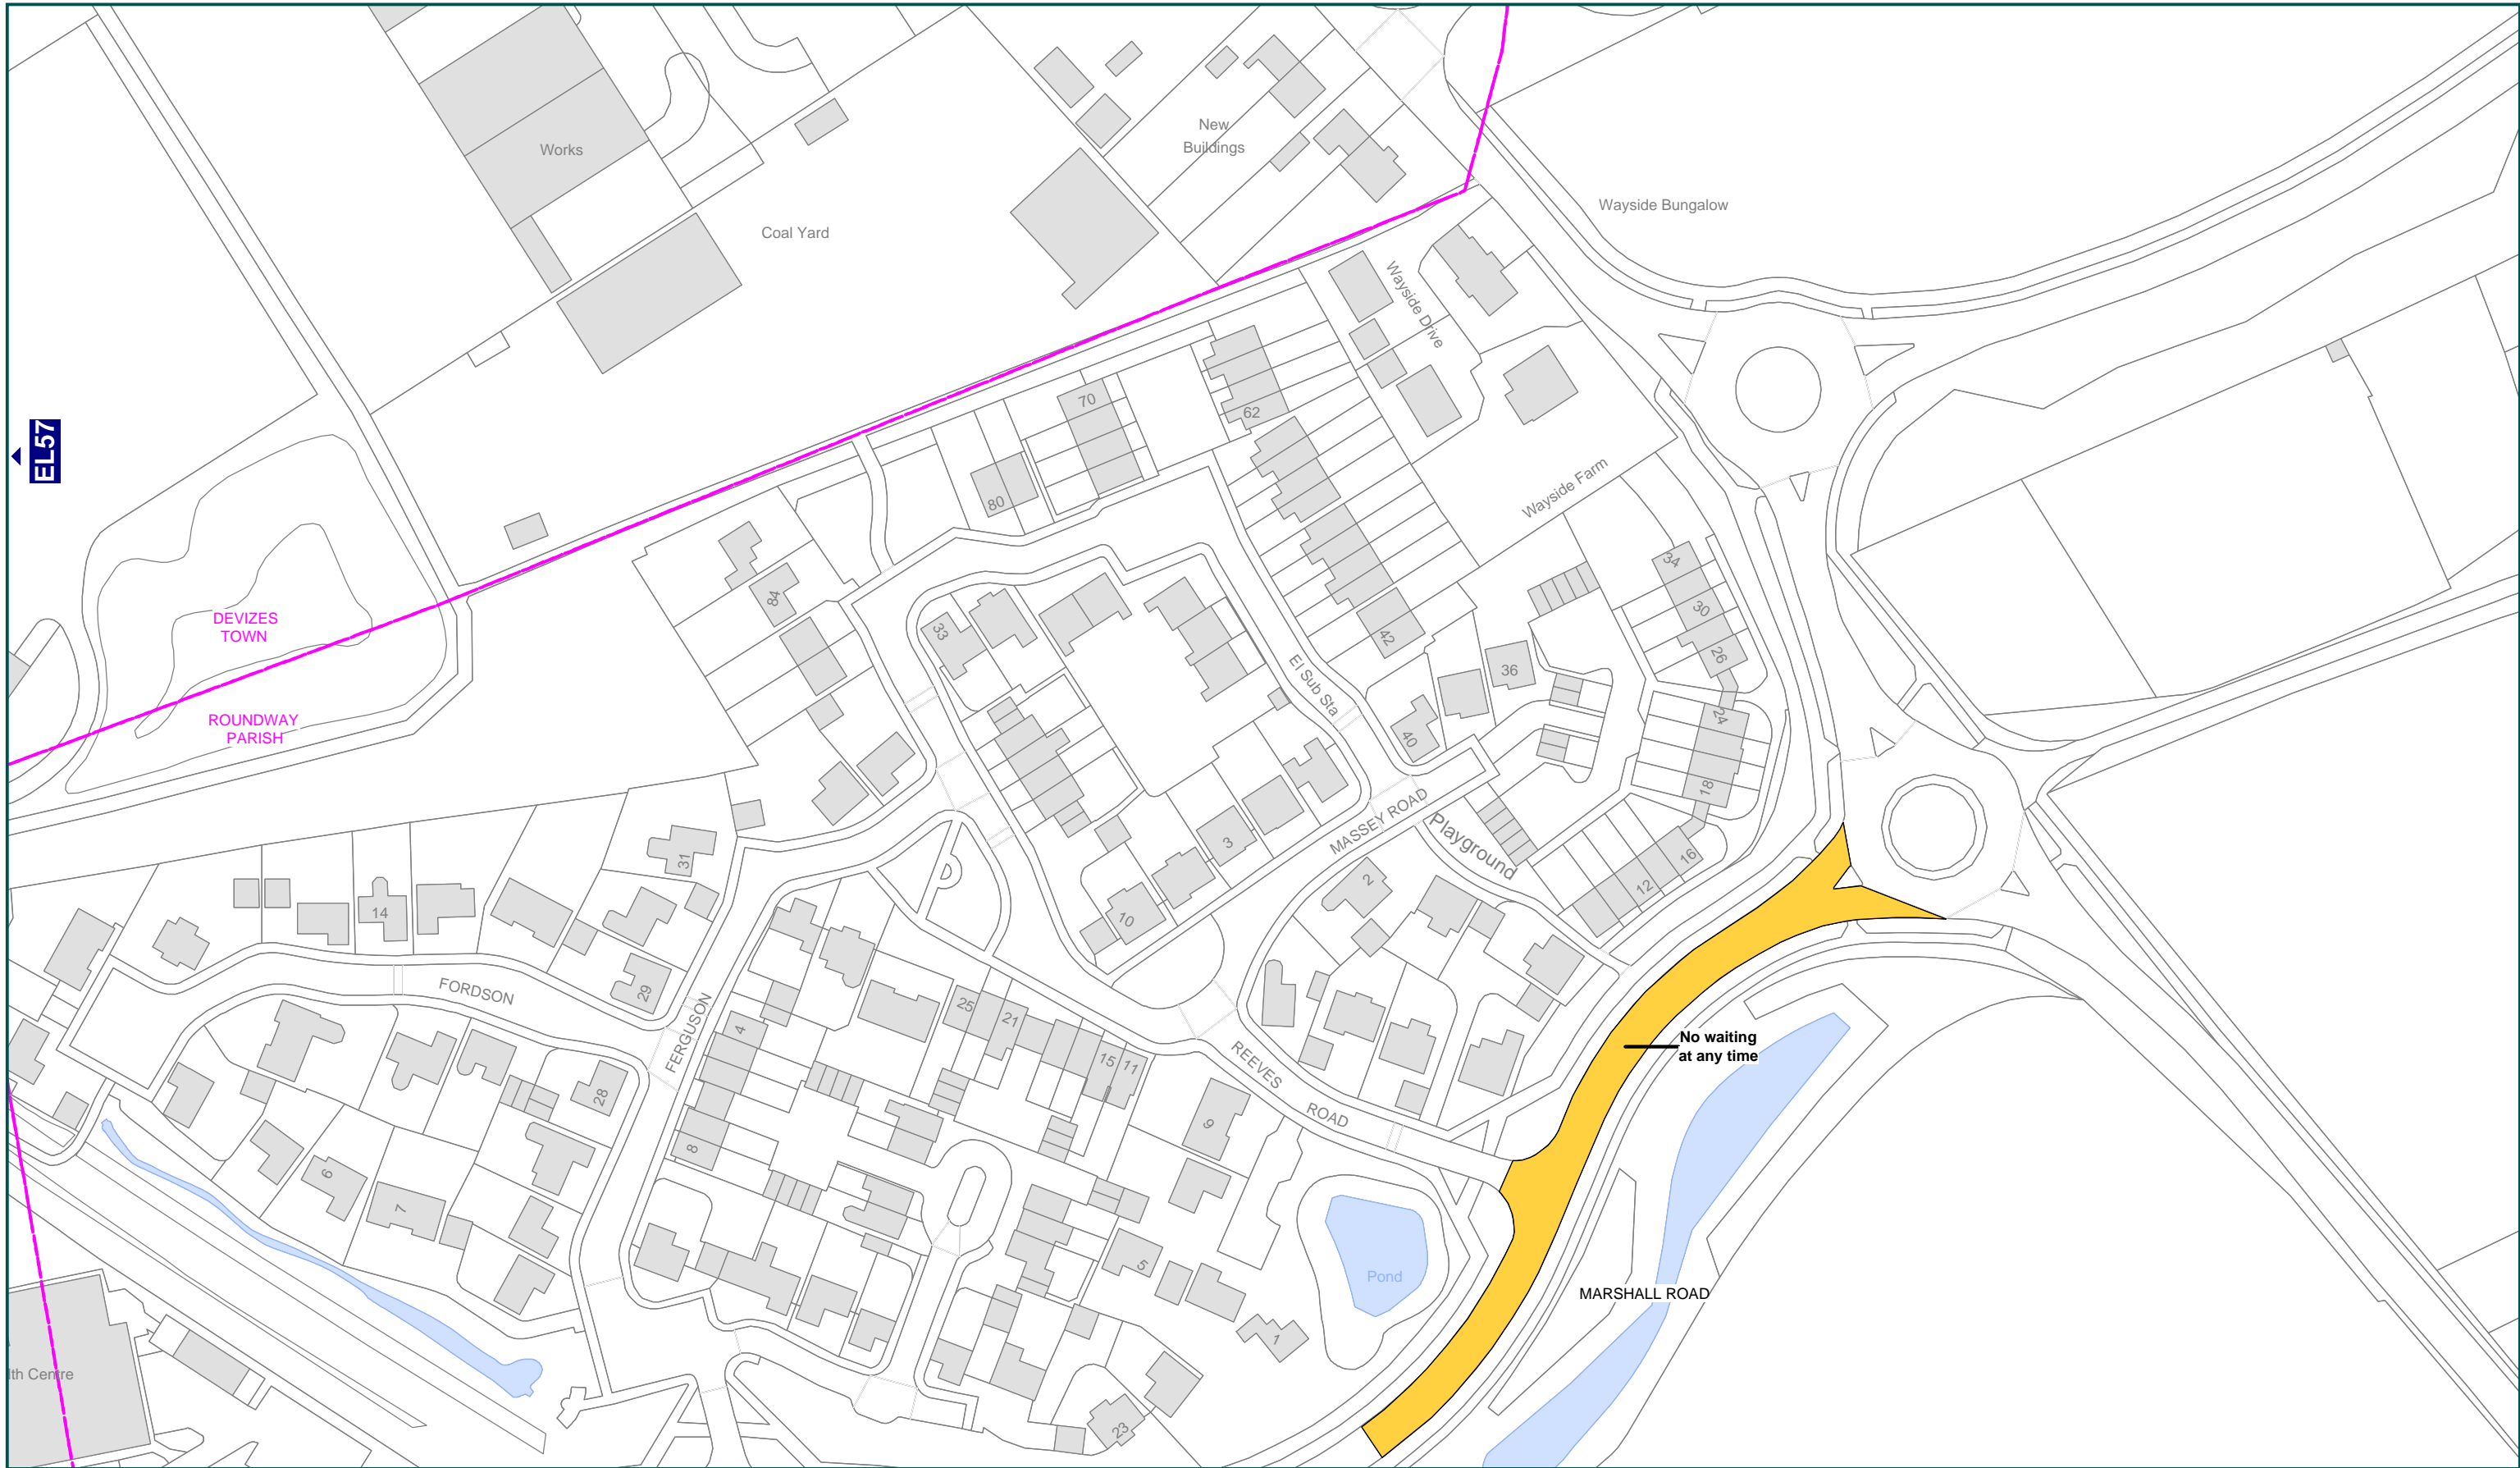 Works
New
Buildings
Coal Yard
Wayside Bungalow
Wayside Drive
EL57
70
62
80
Wayside Farm
DEVIZES
TOWN
84
33
34
30
26
42
El Sub Sta
36
24
40
18
ROUNDWAY
PARISH
MASSEY ROAD
Playground
31
3
2
16
12
14
10
FORDSON
29
FERGUSON
4
25
21
15
11
No waiting
at any time
REEVES
ROAD
28
9
8
6
7
5
Pond
MARSHALL ROAD
1
lth Centre
23